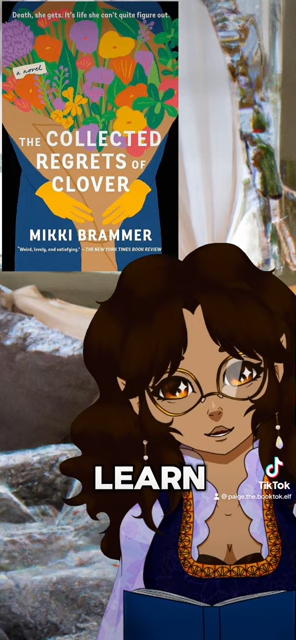 Death, she gets. It's life she can't quite figure out.
a novel
THE COLLECTED
REGRETS OF
CLOVER
MIKKI BRAMMER
"Weird, lovely, and satisfying." —THE NEW YORK TIMES BOOK REVIEW
LEARN
TikTok
@paige.the.booktok.elf